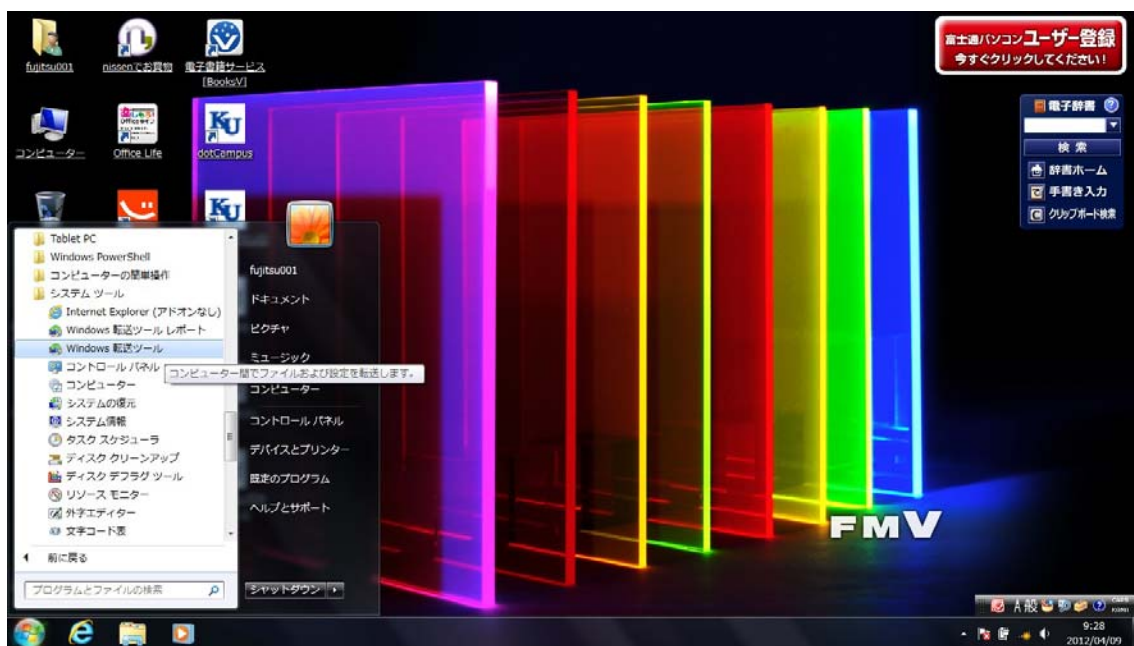 fujitsu001
nissenでお買物
電子書籍サービス
[BooksV]
富士通パソコンユーザー登録
今すぐクリックしてください!
コンピューター
Office Life
KU
dotCampus
電子辞書
検索
辞書ホーム
手書き入力
クリップボード検索
KU
Tablet PC
Windows PowerShell
コンピューターの簡単操作
システム ツール
Internet Explorer (アドオンなし)
Windows 転送ツール レポート
Windows 転送ツール
コントロール パネル
コンピューター間でファイルおよび設定を転送します。
コンピューター
システムの復元
システム情報
タスク スケジューラ
ディスク クリーンアップ
ディスク デフラグ ツール
リソース モニター
外字エディター
文字コード表
前に戻る
プログラムとファイルの検索
fujitsu001
ドキュメント
ピクチャ
ミュージック
コンピューター
コントロール パネル
デバイスとプリンター
既定のプログラム
ヘルプとサポート
シャットダウン
FMV
A 般
CAPS
KANA
9:28
2012/04/09